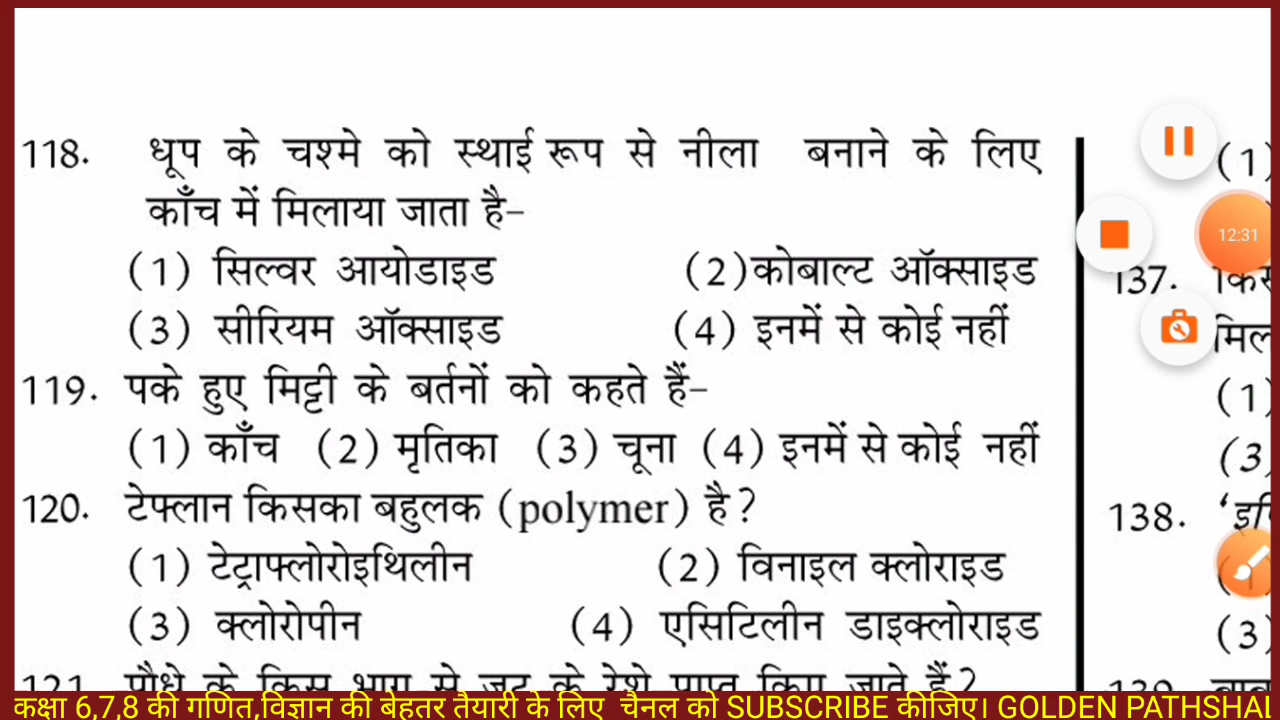 118. धूप के चश्मे को स्थाई रूप से नीला बनाने के लिए
काँच में मिलाया जाता है–
(1) सिल्वर आयोडाइड (2)कोबाल्ट ऑक्साइड
(3) सीरियम ऑक्साइड (4) इनमें से कोई नहीं
119. पके हुए मिट्टी के बर्तनों को कहते हैं–
(1) काँच (2) मृतिका (3) चूना (4) इनमें से कोई नहीं
120. टेफ्लान किसका बहुलक (polymer) है?
(1) टेट्राफ्लोरोइथिलीन (2) विनाइल क्लोराइड
(3) क्लोरोपीन (4) एसिटिलीन डाइक्लोराइड
121. पौधे के किस भाग से जूट के रेशे प्राप्त किए जाते हैं?
(1)
12:31
137.
(1)
(3)
138.
(3)
139.
कक्षा 6,7,8 की गणित,विज्ञान की बेहतर तैयारी के लिए चैनल को SUBSCRIBE कीजिए। GOLDEN PATHSHAL